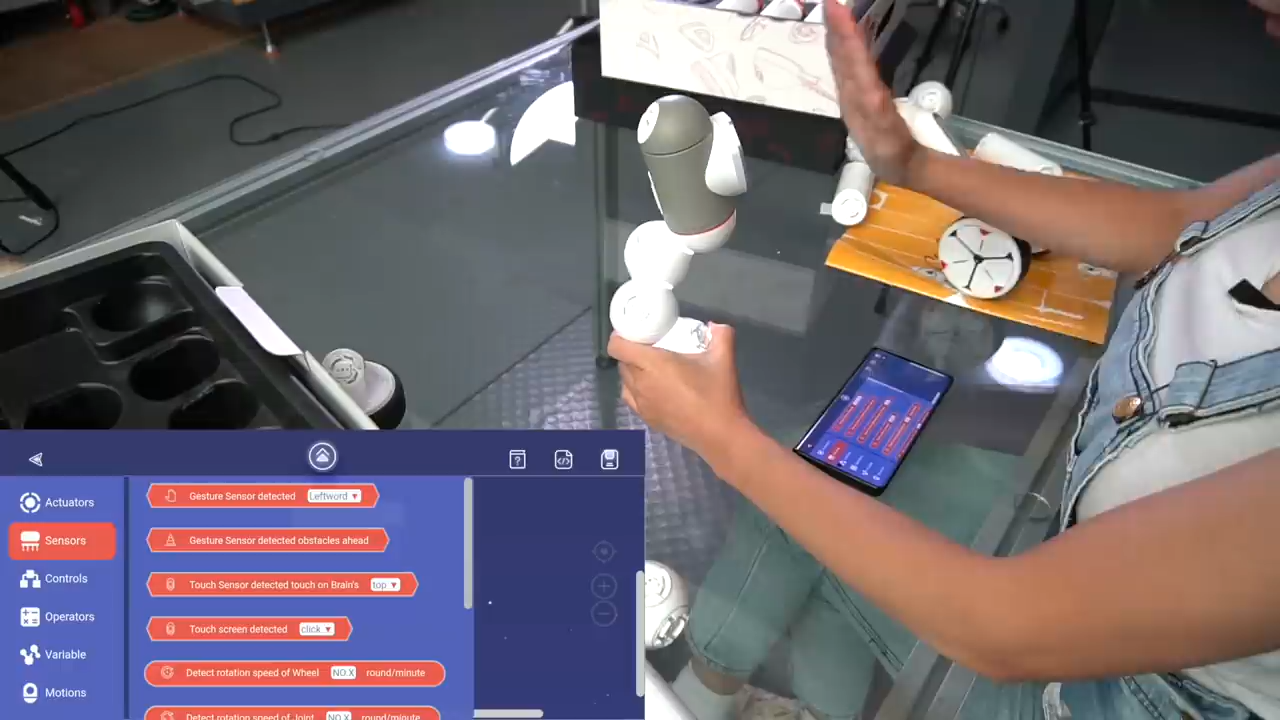 Actuators
Gesture Sensor detected Leftword ▼
Sensors
Gesture Sensor detected obstacles ahead
Controls
Touch Sensor detected touch on Brain's top ▼
Operators
Touch screen detected click ▼
Variable
Detect rotation speed of Wheel NO.X round/minute
Motions
Detect rotation speed of Joint NO.X round/minute